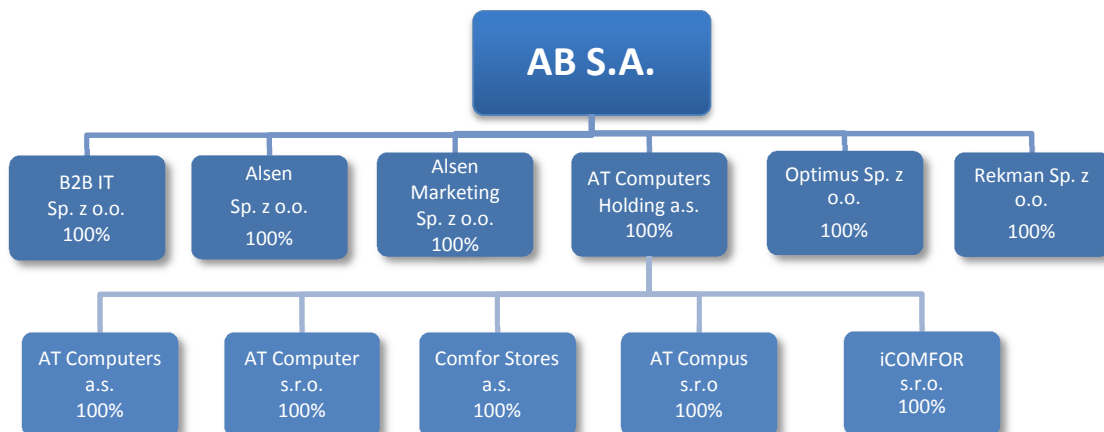 AB S.A.
B2B IT
Sp. z o.o.
100%
Alsen
Sp. z o.o.
100%
Alsen
Marketing
Sp. z o.o.
100%
AT Computers
Holding a.s.
100%
Optimus Sp. z
o.o.
100%
Rekman Sp. z
o.o.
100%
AT Computers
a.s.
100%
AT Computer
s.r.o.
100%
Comfor Stores
a.s.
100%
AT Compus
s.r.o
100%
iCOMFOR
s.r.o.
100%